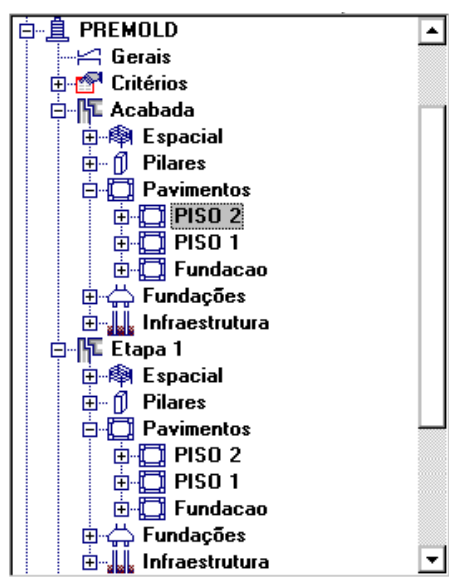 PREMOLD
Gerais
Critérios
Acabada
Espacial
Pilares
Pavimentos
PISO 2
PISO 1
Fundacao
Fundações
Infraestrutura
Etapa 1
Espacial
Pilares
Pavimentos
PISO 2
PISO 1
Fundacao
Fundações
Infraestrutura